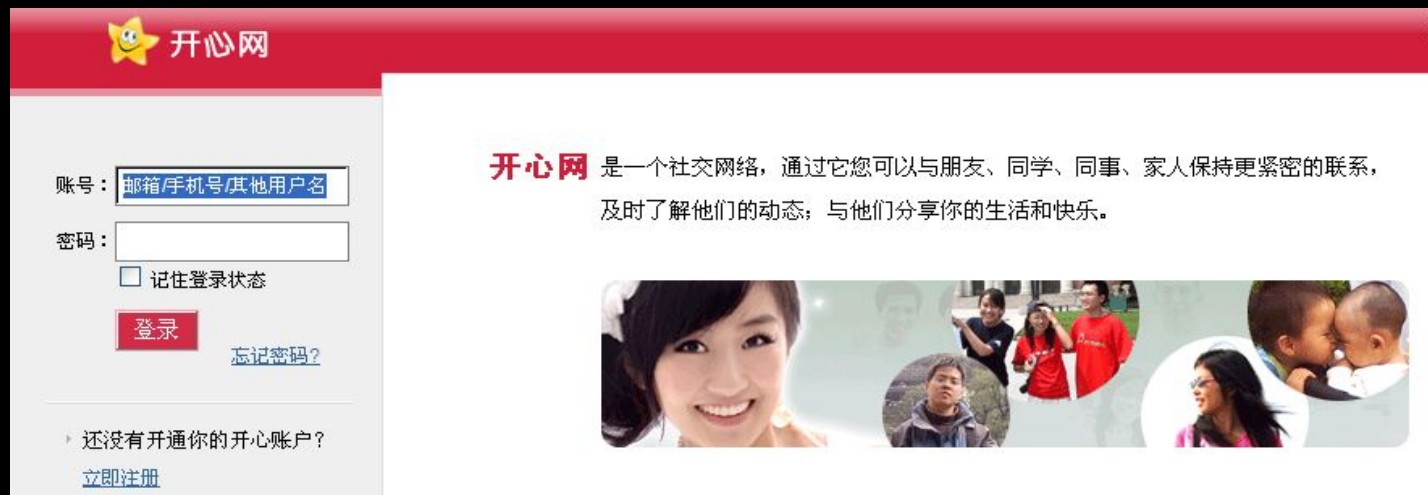 开心网
账号：邮箱/手机号/其他用户名
密码：
记住登录状态
登录
忘记密码?
还没有开通你的开心账户?
立即注册
开心网 是一个社交网络，通过它您可以与朋友、同学、同事、家人保持更紧密的联系，
及时了解他们的动态；与他们分享你的生活和快乐。